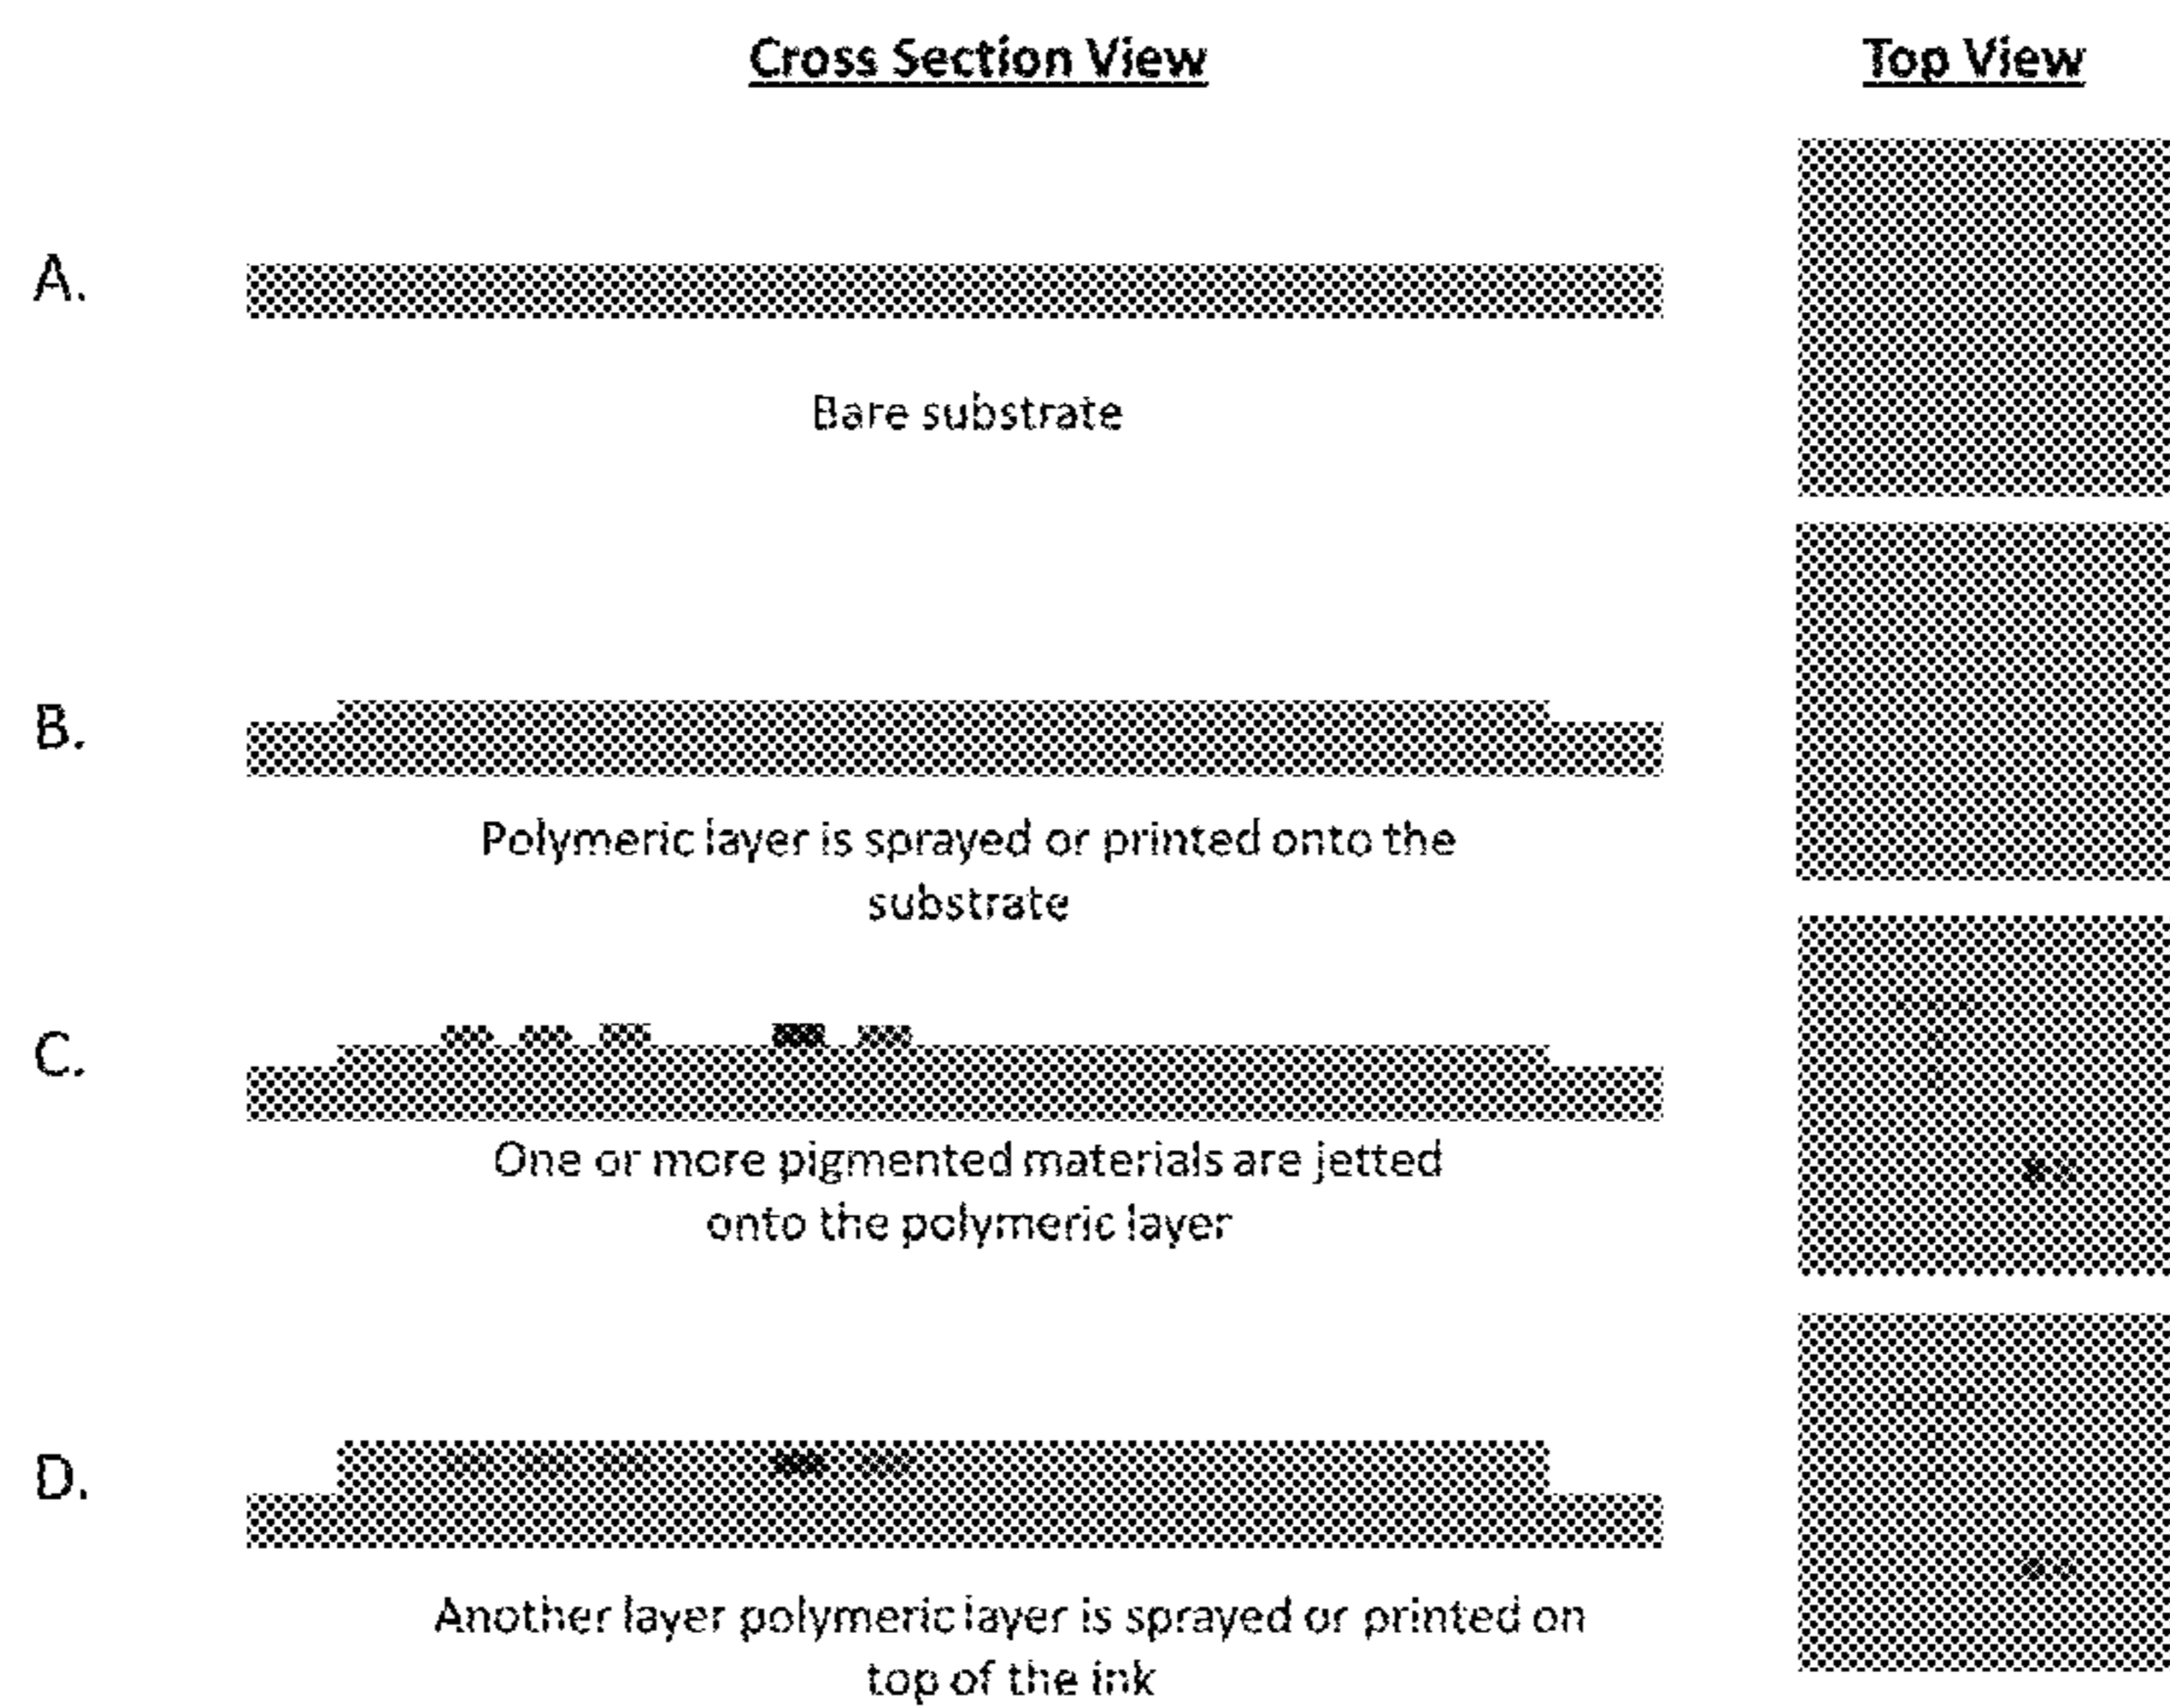 Cross Section View
Top View
A.
Bare substrate
B.
Polymeric layer is sprayed or printed onto the
substrate
C.
One or more pigmented materials are jetted
onto the polymeric layer
D.
Another layer polymeric layer is sprayed or printed on
top of the ink